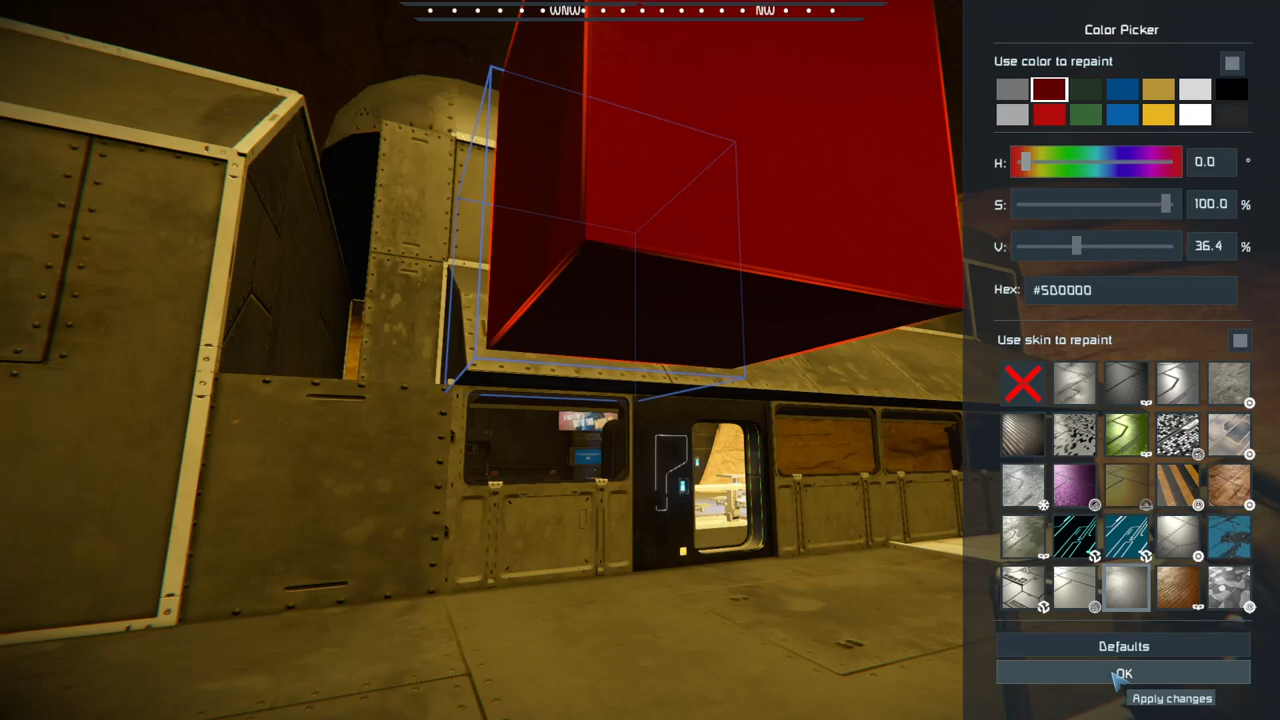 WNW
NW
Color Picker
Use color to repaint
H: 0.0 °
S: 100.0 %
V: 36.4 %
Hex: #5D0000
Use skin to repaint
Defaults
OK
Apply changes